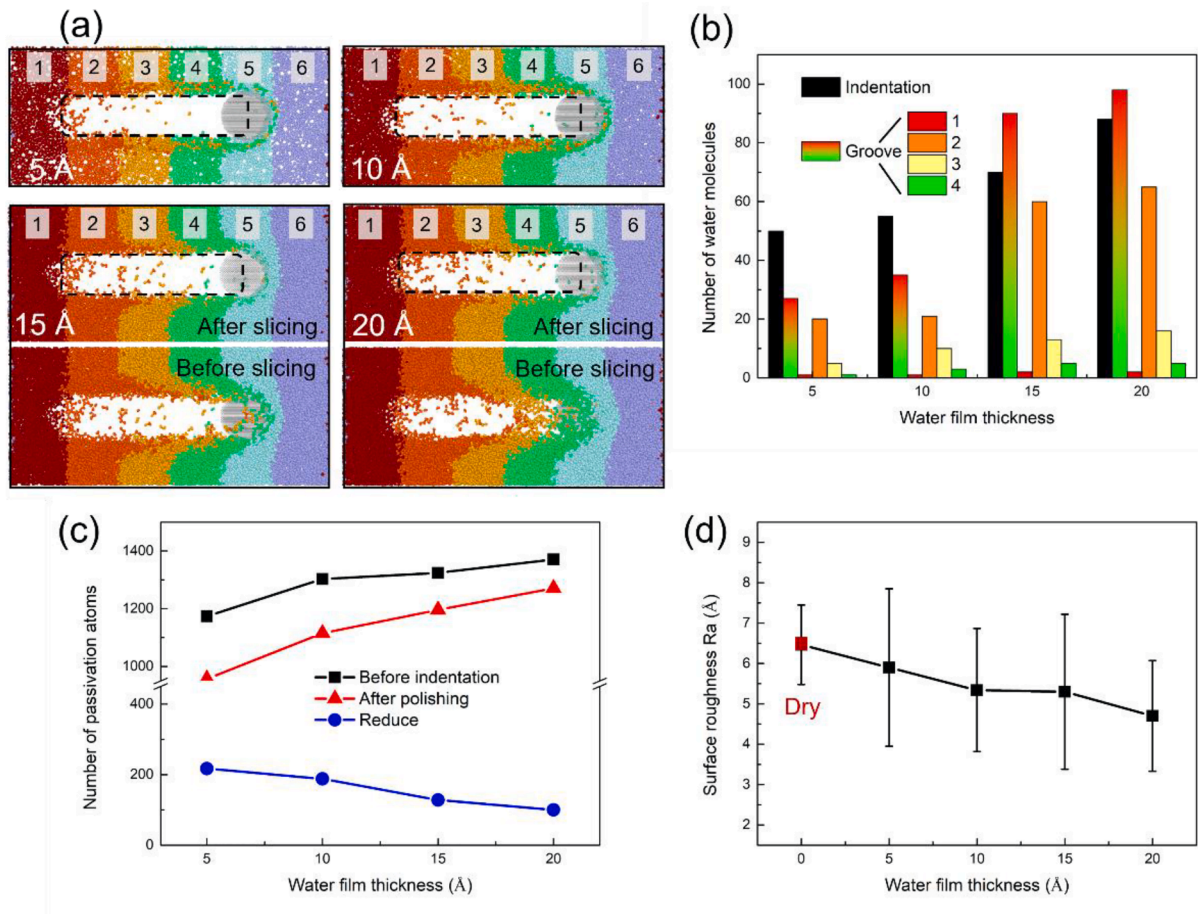 (a)
1 2 3 4 5 6
5 Å
1 2 3 4 5 6
10 Å
1 2 3 4 5 6
15 Å
After slicing
Before slicing
1 2 3 4 5 6
20 Å
After slicing
Before slicing
(b)
Number of water molecules
100
80
60
40
20
0
Indentation
Groove
1
2
3
4
5 10 15 20
Water film thickness
(c)
Number of passivation atoms
1400
1200
1000
400
200
0
Before indentation
After polishing
Reduce
5 10 15 20
Water film thickness (Å)
(d)
Surface roughness Ra (Å)
9
8
7
6
5
4
3
2
Dry
0 5 10 15 20
Water film thickness (Å)